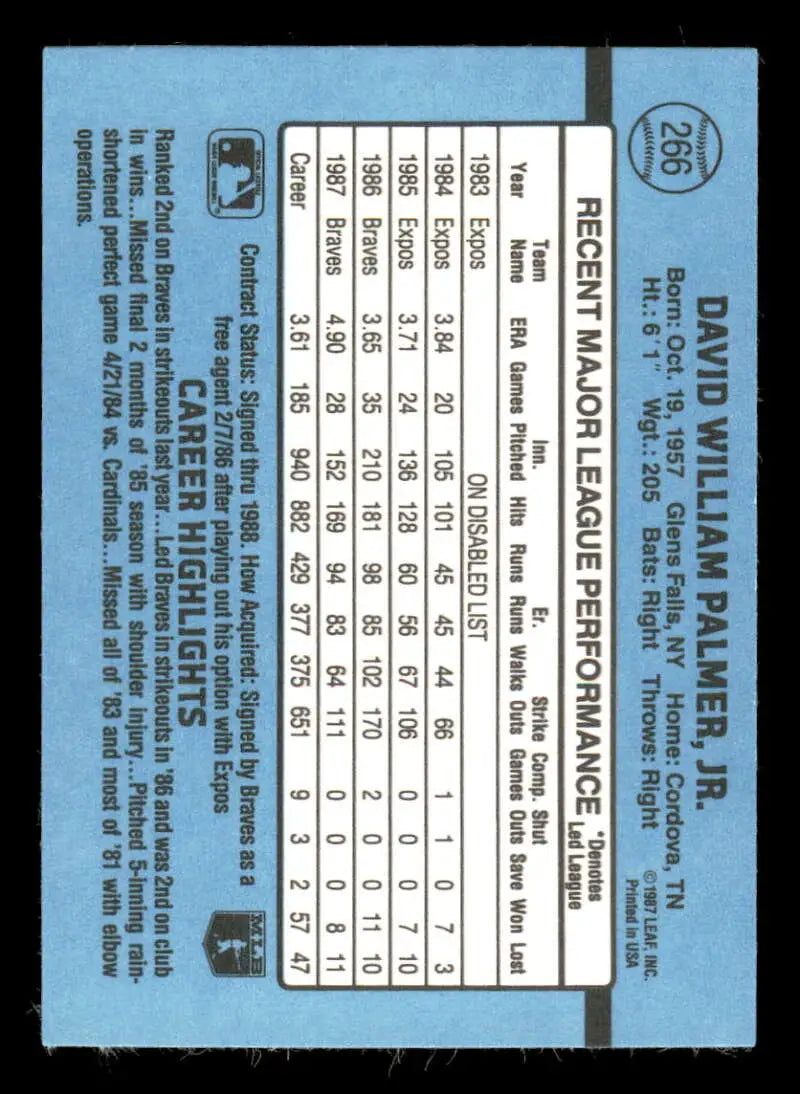 266
DAVID WILLIAM PALMER, JR.
Born: Oct. 19, 1957 Glens Falls, NY Home: Cordova, TN
Ht.: 6'1" Wgt.: 205 Bats: Right Throws: Right
©1987 LEAF, INC.
Printed in USA
RECENT MAJOR LEAGUE PERFORMANCE *Denotes
Led League
Team Inn. Er. Strike Comp. Shut
Year Name ERA Games Pitched Hits Runs Runs Walks Outs Games Outs Save Won Lost
1983 Expos ON DISABLED LIST
1984 Expos 3.84 20 105 101 45 45 44 66 1 1 0 7 3
1985 Expos 3.71 24 136 128 60 56 67 106 0 0 0 7 10
1986 Braves 3.65 35 210 181 98 85 102 170 2 0 0 11 10
1987 Braves 4.90 28 152 169 94 83 64 111 0 0 0 8 11
Career 3.61 185 940 882 429 377 375 651 9 3 2 57 47
Contract Status: Signed thru 1988. How Acquired: Signed by Braves as a
free agent 2/7/86 after playing out his option with Expos
MLB
CAREER HIGHLIGHTS
Ranked 2nd on Braves in strikeouts last year...Led Braves in strikeouts in '86 and was 2nd on club
in wins...Missed final 2 months of '85 season with shoulder injury...Pitched 5-inning rain-
shortened perfect game 4/21/84 vs. Cardinals...Missed all of '83 and most of '81 with elbow
operations.